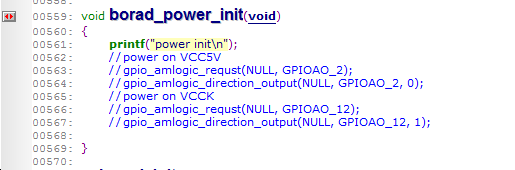 00559: void borad_power_init(void)
00560: {
00561: printf("power init\n");
00562: //power on VCC5V
00563: //gpio_amlogic_requst(NULL, GPIOAO_2);
00564: //gpio_amlogic_direction_output(NULL, GPIOAO_2, 0);
00565: //power on VCCK
00566: //gpio_amlogic_requst(NULL, GPIOAO_12);
00567: //gpio_amlogic_direction_output(NULL, GPIOAO_12, 1);
00568:
00569: }
00570: